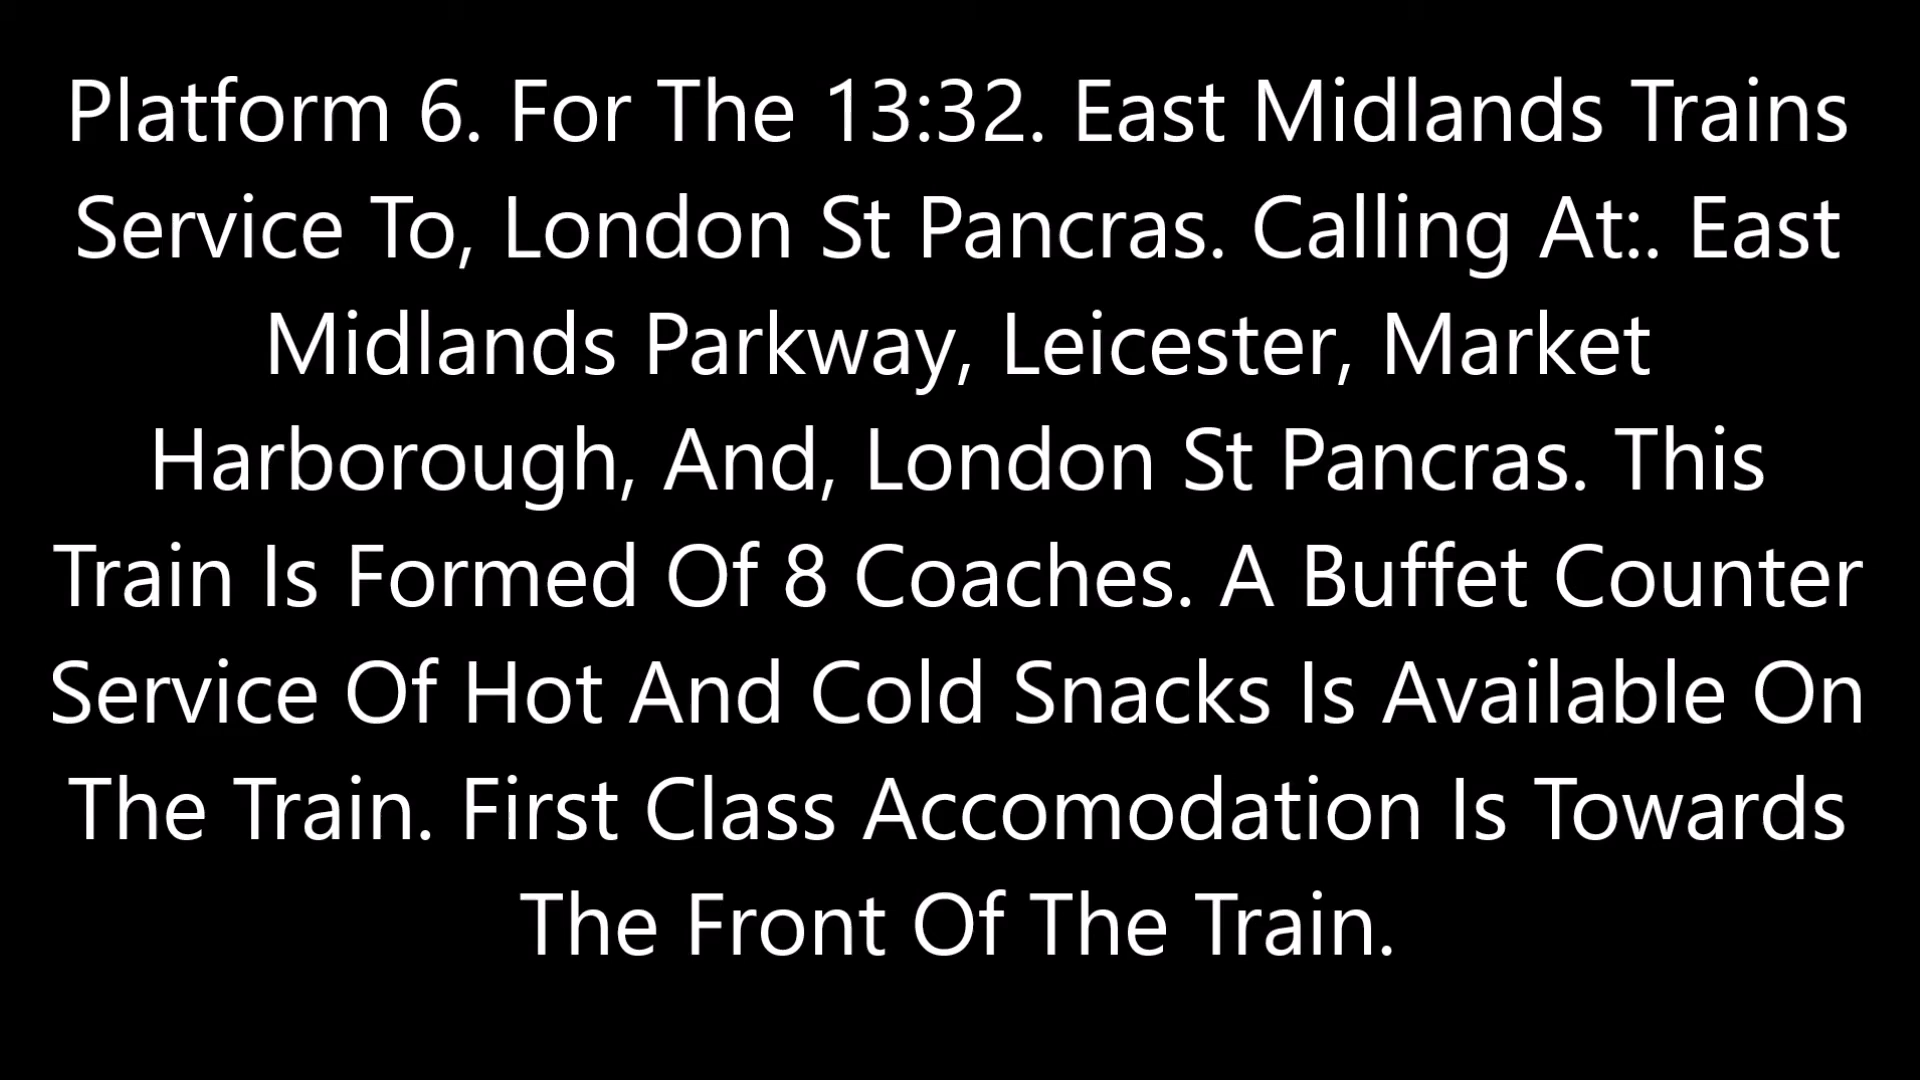 Platform 6. For The 13:32. East Midlands Trains
Service To, London St Pancras. Calling At:. East
Midlands Parkway, Leicester, Market
Harborough, And, London St Pancras. This
Train Is Formed Of 8 Coaches. A Buffet Counter
Service Of Hot And Cold Snacks Is Available On
The Train. First Class Accomodation Is Towards
The Front Of The Train.